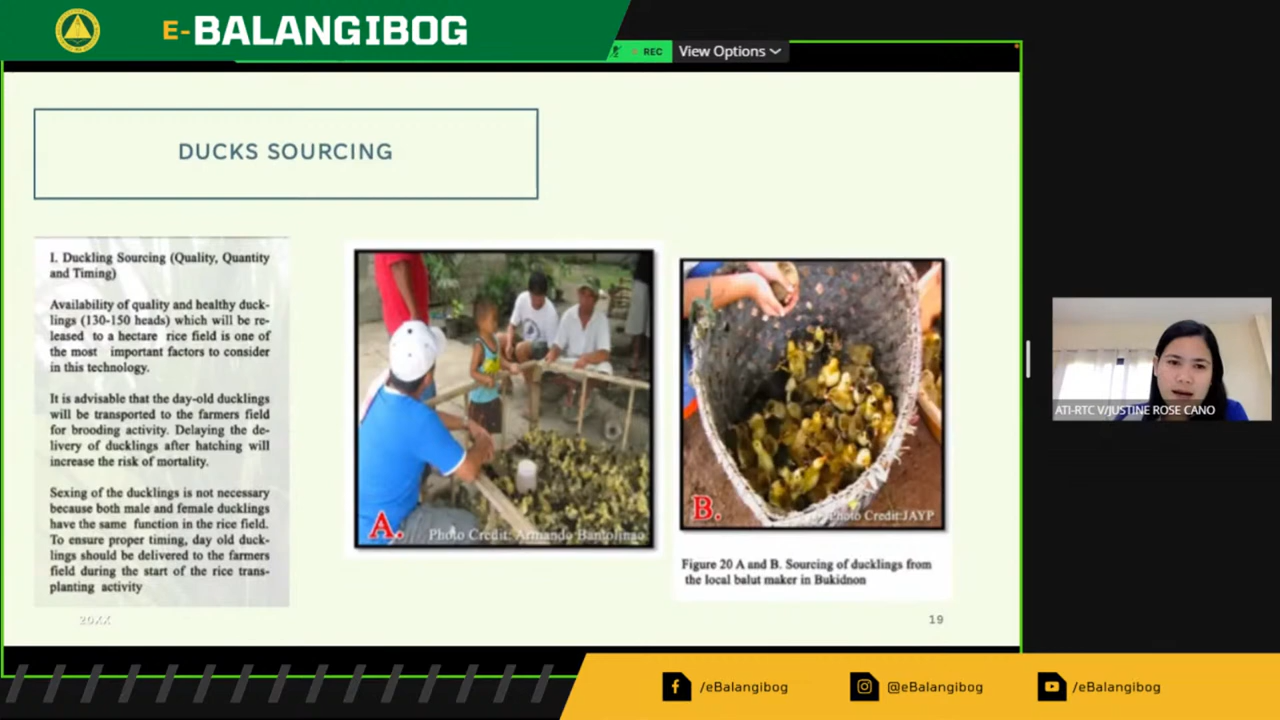 E-BALANGIBOG
REC
View Options
DUCKS SOURCING
I. Duckling Sourcing (Quality, Quantity
and Timing)
Availability of quality and healthy duck-
lings (130-150 heads) which will be re-
leased to a hectare rice field is one of
the most important factors to consider
in this technology.
It is advisable that the day-old ducklings
will be transported to the farmers field
for brooding activity. Delaying the de-
livery of ducklings after hatching will
increase the risk of mortality.
Sexing of the ducklings is not necessary
because both male and female ducklings
have the same function in the rice field.
To ensure proper timing, day old duck-
lings should be delivered to the farmers
field during the start of the rice trans-
planting activity
A.
Photo Credit: Armando Bantolinao
B.
Photo Credit:JAYP
Figure 20 A and B. Sourcing of ducklings from
the local balut maker in Bukidnon
20XX
19
ATI-RTC V/JUSTINE ROSE CANO
/eBalangibog
@eBalangibog
/eBalangibog